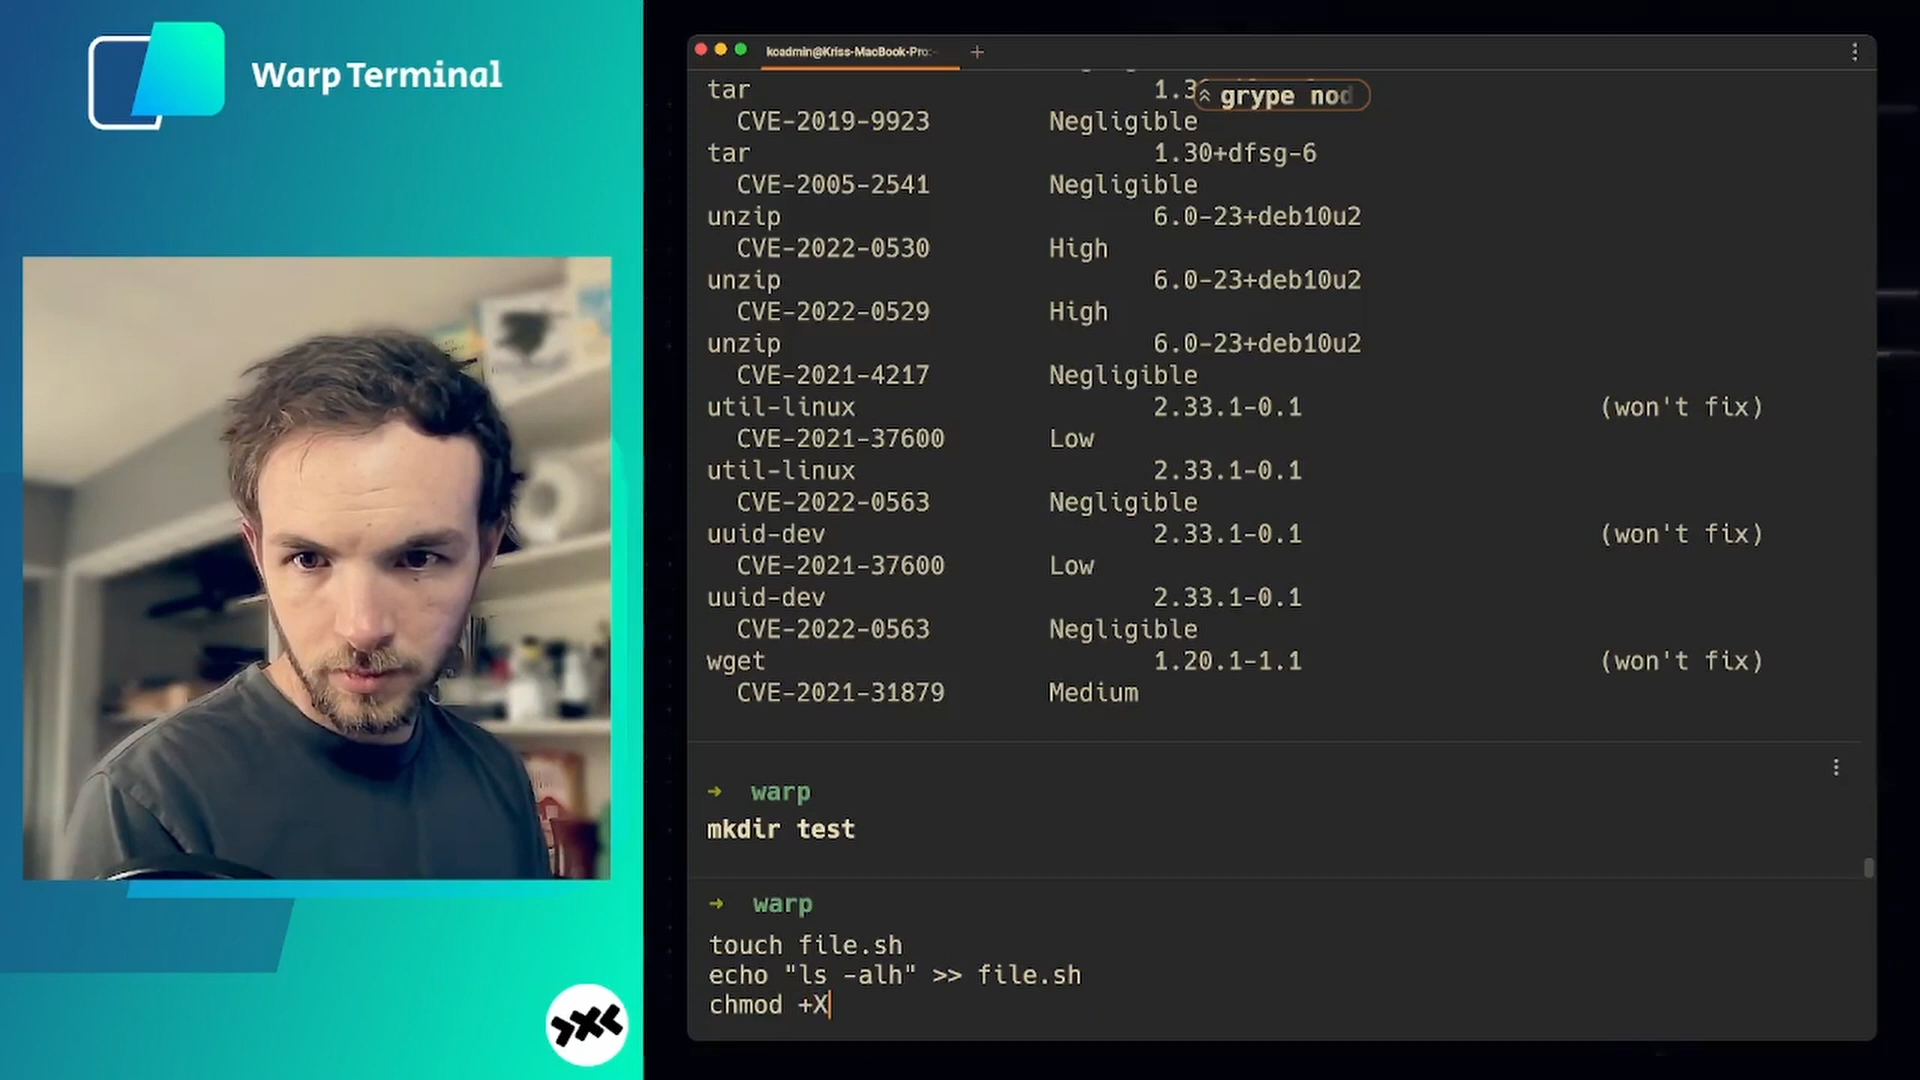 Warp Terminal
koadmin@Kriss-MacBook-Pro:~
tar 1.3
grype nod
CVE-2019-9923 Negligible
tar 1.30+dfsg-6
CVE-2005-2541 Negligible
unzip 6.0-23+deb10u2
CVE-2022-0530 High
unzip 6.0-23+deb10u2
CVE-2022-0529 High
unzip 6.0-23+deb10u2
CVE-2021-4217 Negligible
util-linux 2.33.1-0.1 (won't fix)
CVE-2021-37600 Low
util-linux 2.33.1-0.1
CVE-2022-0563 Negligible
uuid-dev 2.33.1-0.1 (won't fix)
CVE-2021-37600 Low
uuid-dev 2.33.1-0.1
CVE-2022-0563 Negligible
wget 1.20.1-1.1 (won't fix)
CVE-2021-31879 Medium
➜ warp
mkdir test
➜ warp
touch file.sh
echo "ls -alh" >> file.sh
chmod +X